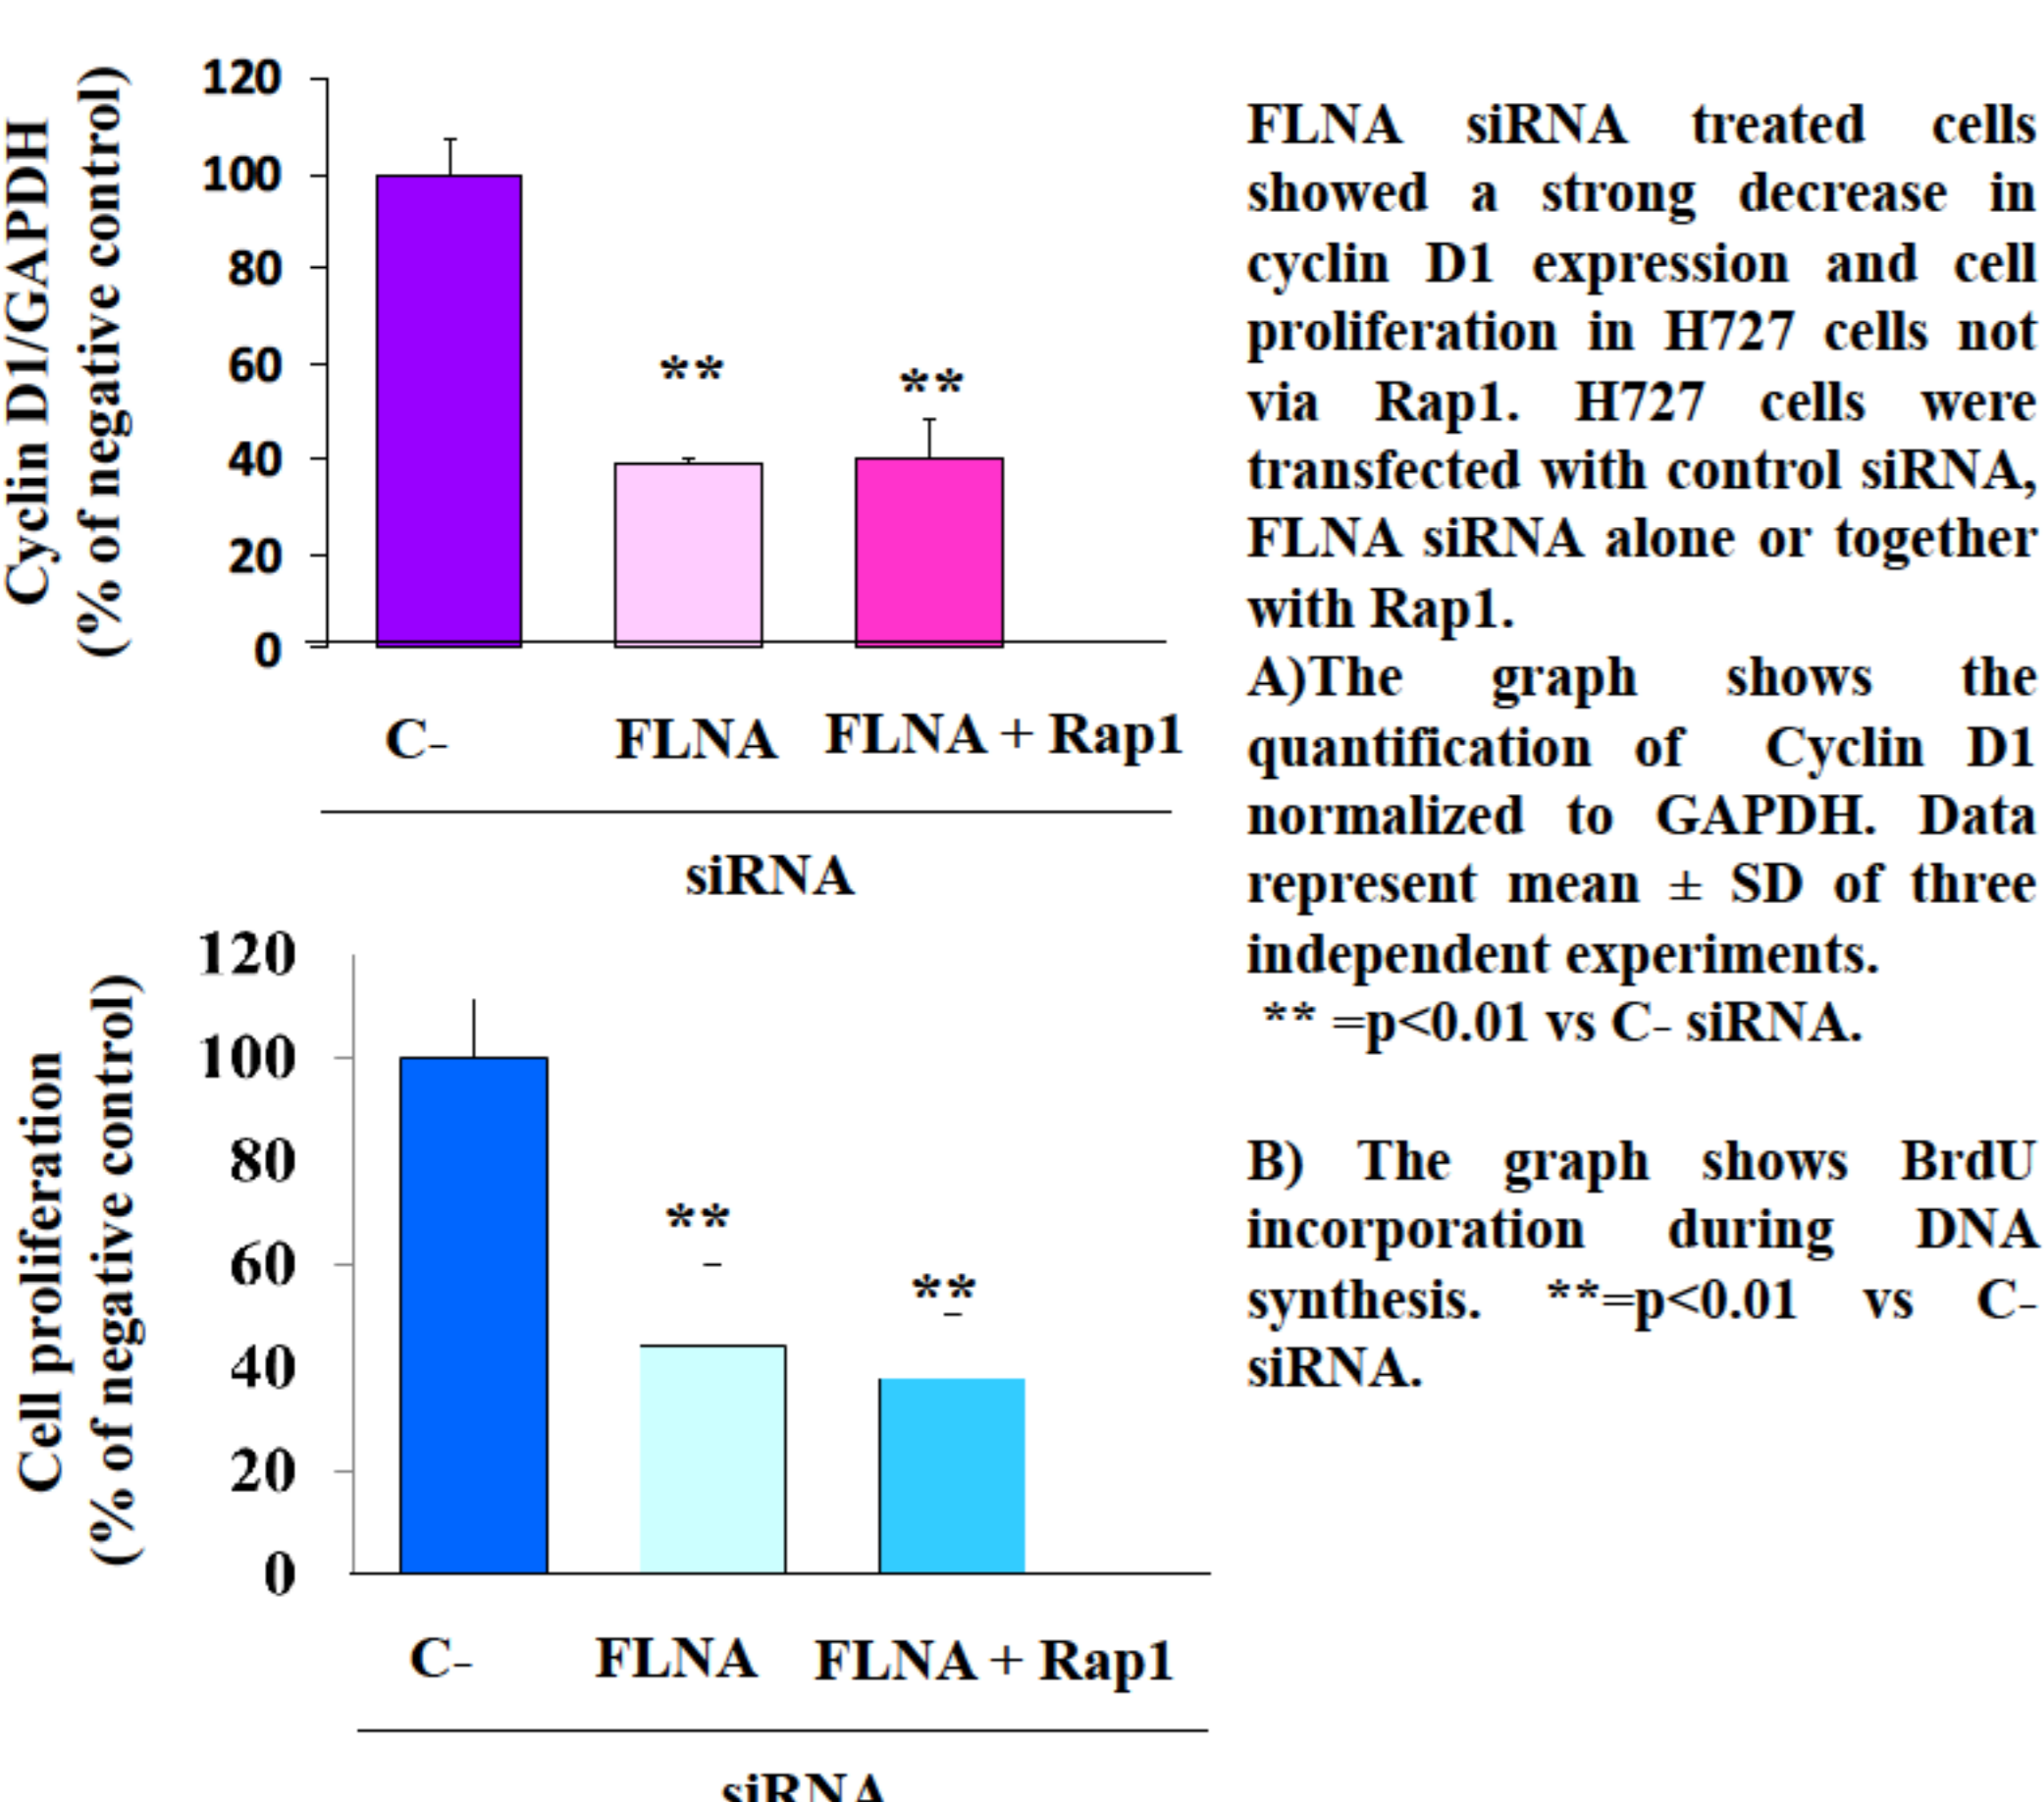 Cyclin D1/GAPDH
(% of negative control)
120
100
80
60
40
20
0
**
**
C-
FLNA
FLNA + Rap1
siRNA
Cell proliferation
(% of negative control)
120
100
80
60
40
20
0
**
**
C-
FLNA
FLNA + Rap1
siRNA
FLNA siRNA treated cells
showed a strong decrease in
cyclin D1 expression and cell
proliferation in H727 cells not
via Rap1. H727 cells were
transfected with control siRNA,
FLNA siRNA alone or together
with Rap1.
A)The graph shows the
quantification of Cyclin D1
normalized to GAPDH. Data
represent mean ± SD of three
independent experiments.
** =p<0.01 vs C- siRNA.
B) The graph shows BrdU
incorporation during DNA
synthesis. **=p<0.01 vs C-
siRNA.